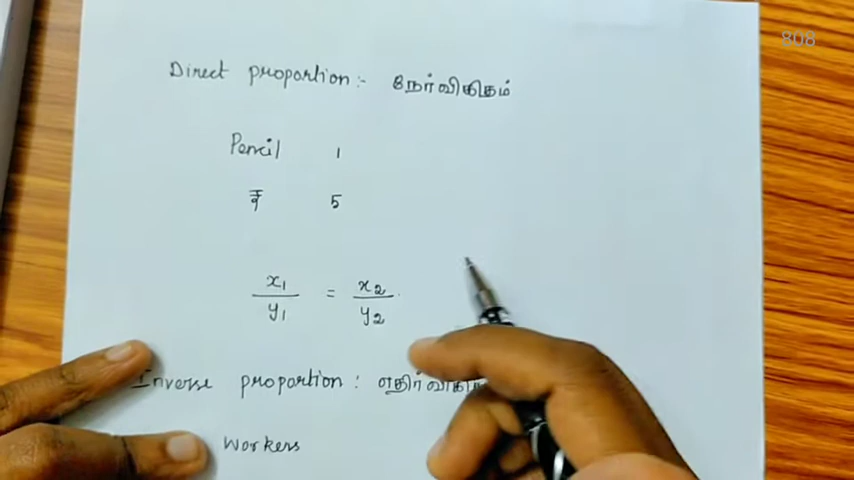 808
Direct proportion:- நேர்விகிதம்
Pencil 1
₹ 5
x₁/y₁ = x₂/y₂
Inverse proportion :
Workers